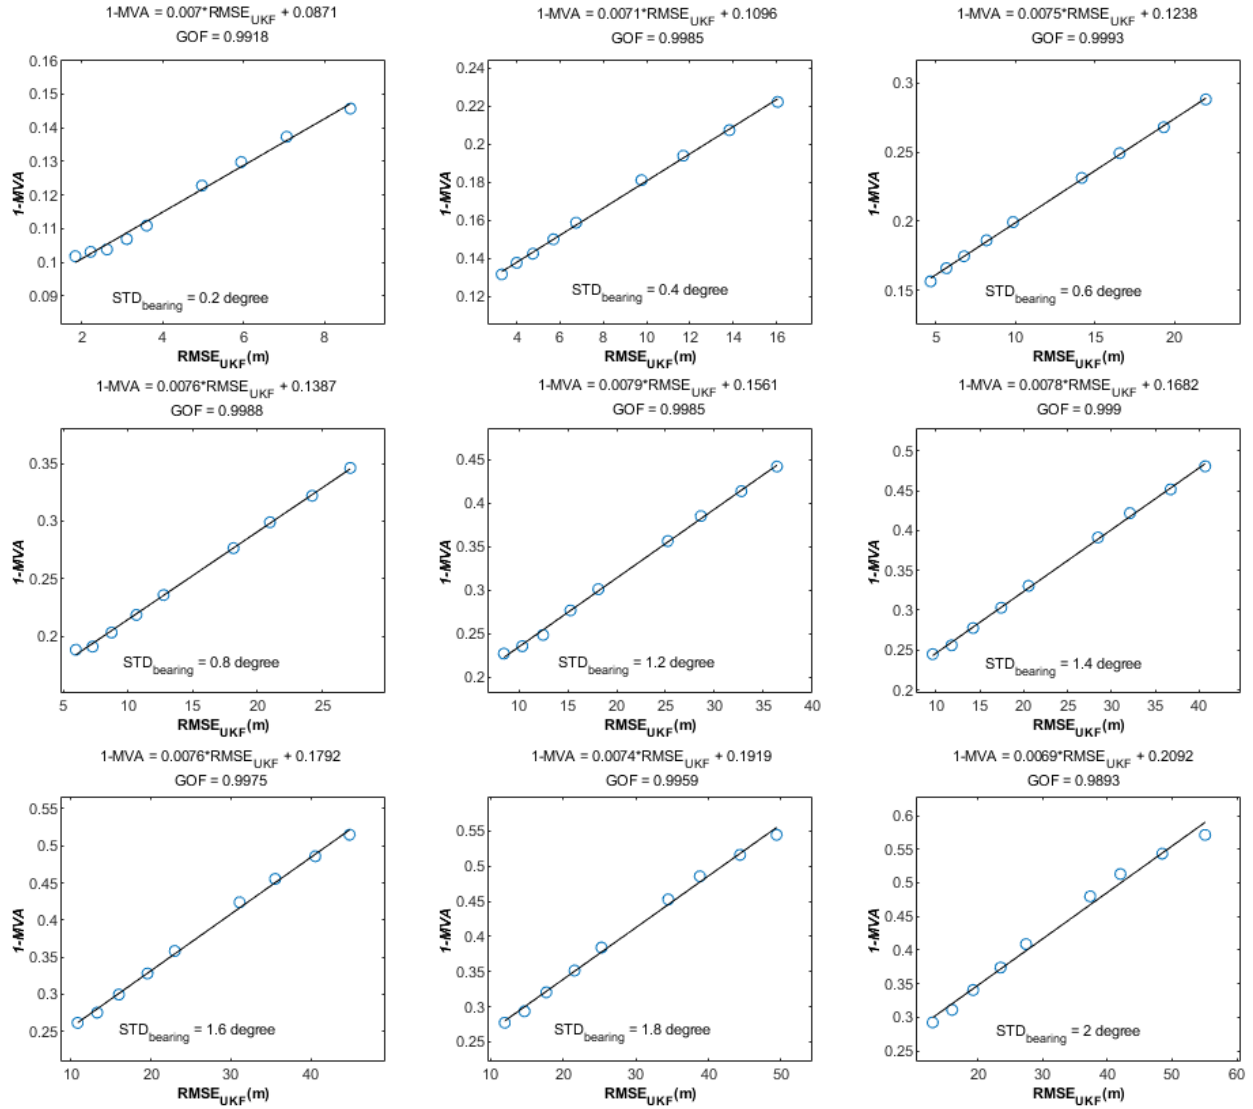 1-MVA = 0.007*RMSE_UKF + 0.0871
GOF = 0.9918
0.16
0.15
0.14
0.13
0.12
0.11
0.1
0.09
1-MVA
STD_bearing = 0.2 degree
2 4 6 8
RMSE_UKF(m)
1-MVA = 0.0071*RMSE_UKF + 0.1096
GOF = 0.9985
0.24
0.22
0.2
0.18
0.16
0.14
0.12
1-MVA
STD_bearing = 0.4 degree
4 6 8 10 12 14 16
RMSE_UKF(m)
1-MVA = 0.0075*RMSE_UKF + 0.1238
GOF = 0.9993
0.3
0.25
0.2
0.15
1-MVA
STD_bearing = 0.6 degree
5 10 15 20
RMSE_UKF(m)
1-MVA = 0.0076*RMSE_UKF + 0.1387
GOF = 0.9988
0.35
0.3
0.25
0.2
1-MVA
STD_bearing = 0.8 degree
5 10 15 20 25
RMSE_UKF(m)
1-MVA = 0.0079*RMSE_UKF + 0.1561
GOF = 0.9985
0.45
0.4
0.35
0.3
0.25
0.2
1-MVA
STD_bearing = 1.2 degree
10 15 20 25 30 35 40
RMSE_UKF(m)
1-MVA = 0.0078*RMSE_UKF + 0.1682
GOF = 0.999
0.5
0.45
0.4
0.35
0.3
0.25
0.2
1-MVA
STD_bearing = 1.4 degree
10 15 20 25 30 35 40
RMSE_UKF(m)
1-MVA = 0.0076*RMSE_UKF + 0.1792
GOF = 0.9975
0.55
0.5
0.45
0.4
0.35
0.3
0.25
1-MVA
STD_bearing = 1.6 degree
10 20 30 40
RMSE_UKF(m)
1-MVA = 0.0074*RMSE_UKF + 0.1919
GOF = 0.9959
0.55
0.5
0.45
0.4
0.35
0.3
0.25
1-MVA
STD_bearing = 1.8 degree
10 20 30 40 50
RMSE_UKF(m)
1-MVA = 0.0069*RMSE_UKF + 0.2092
GOF = 0.9893
0.6
0.55
0.5
0.45
0.4
0.35
0.3
0.25
1-MVA
STD_bearing = 2 degree
20 30 40 50 60
RMSE_UKF(m)